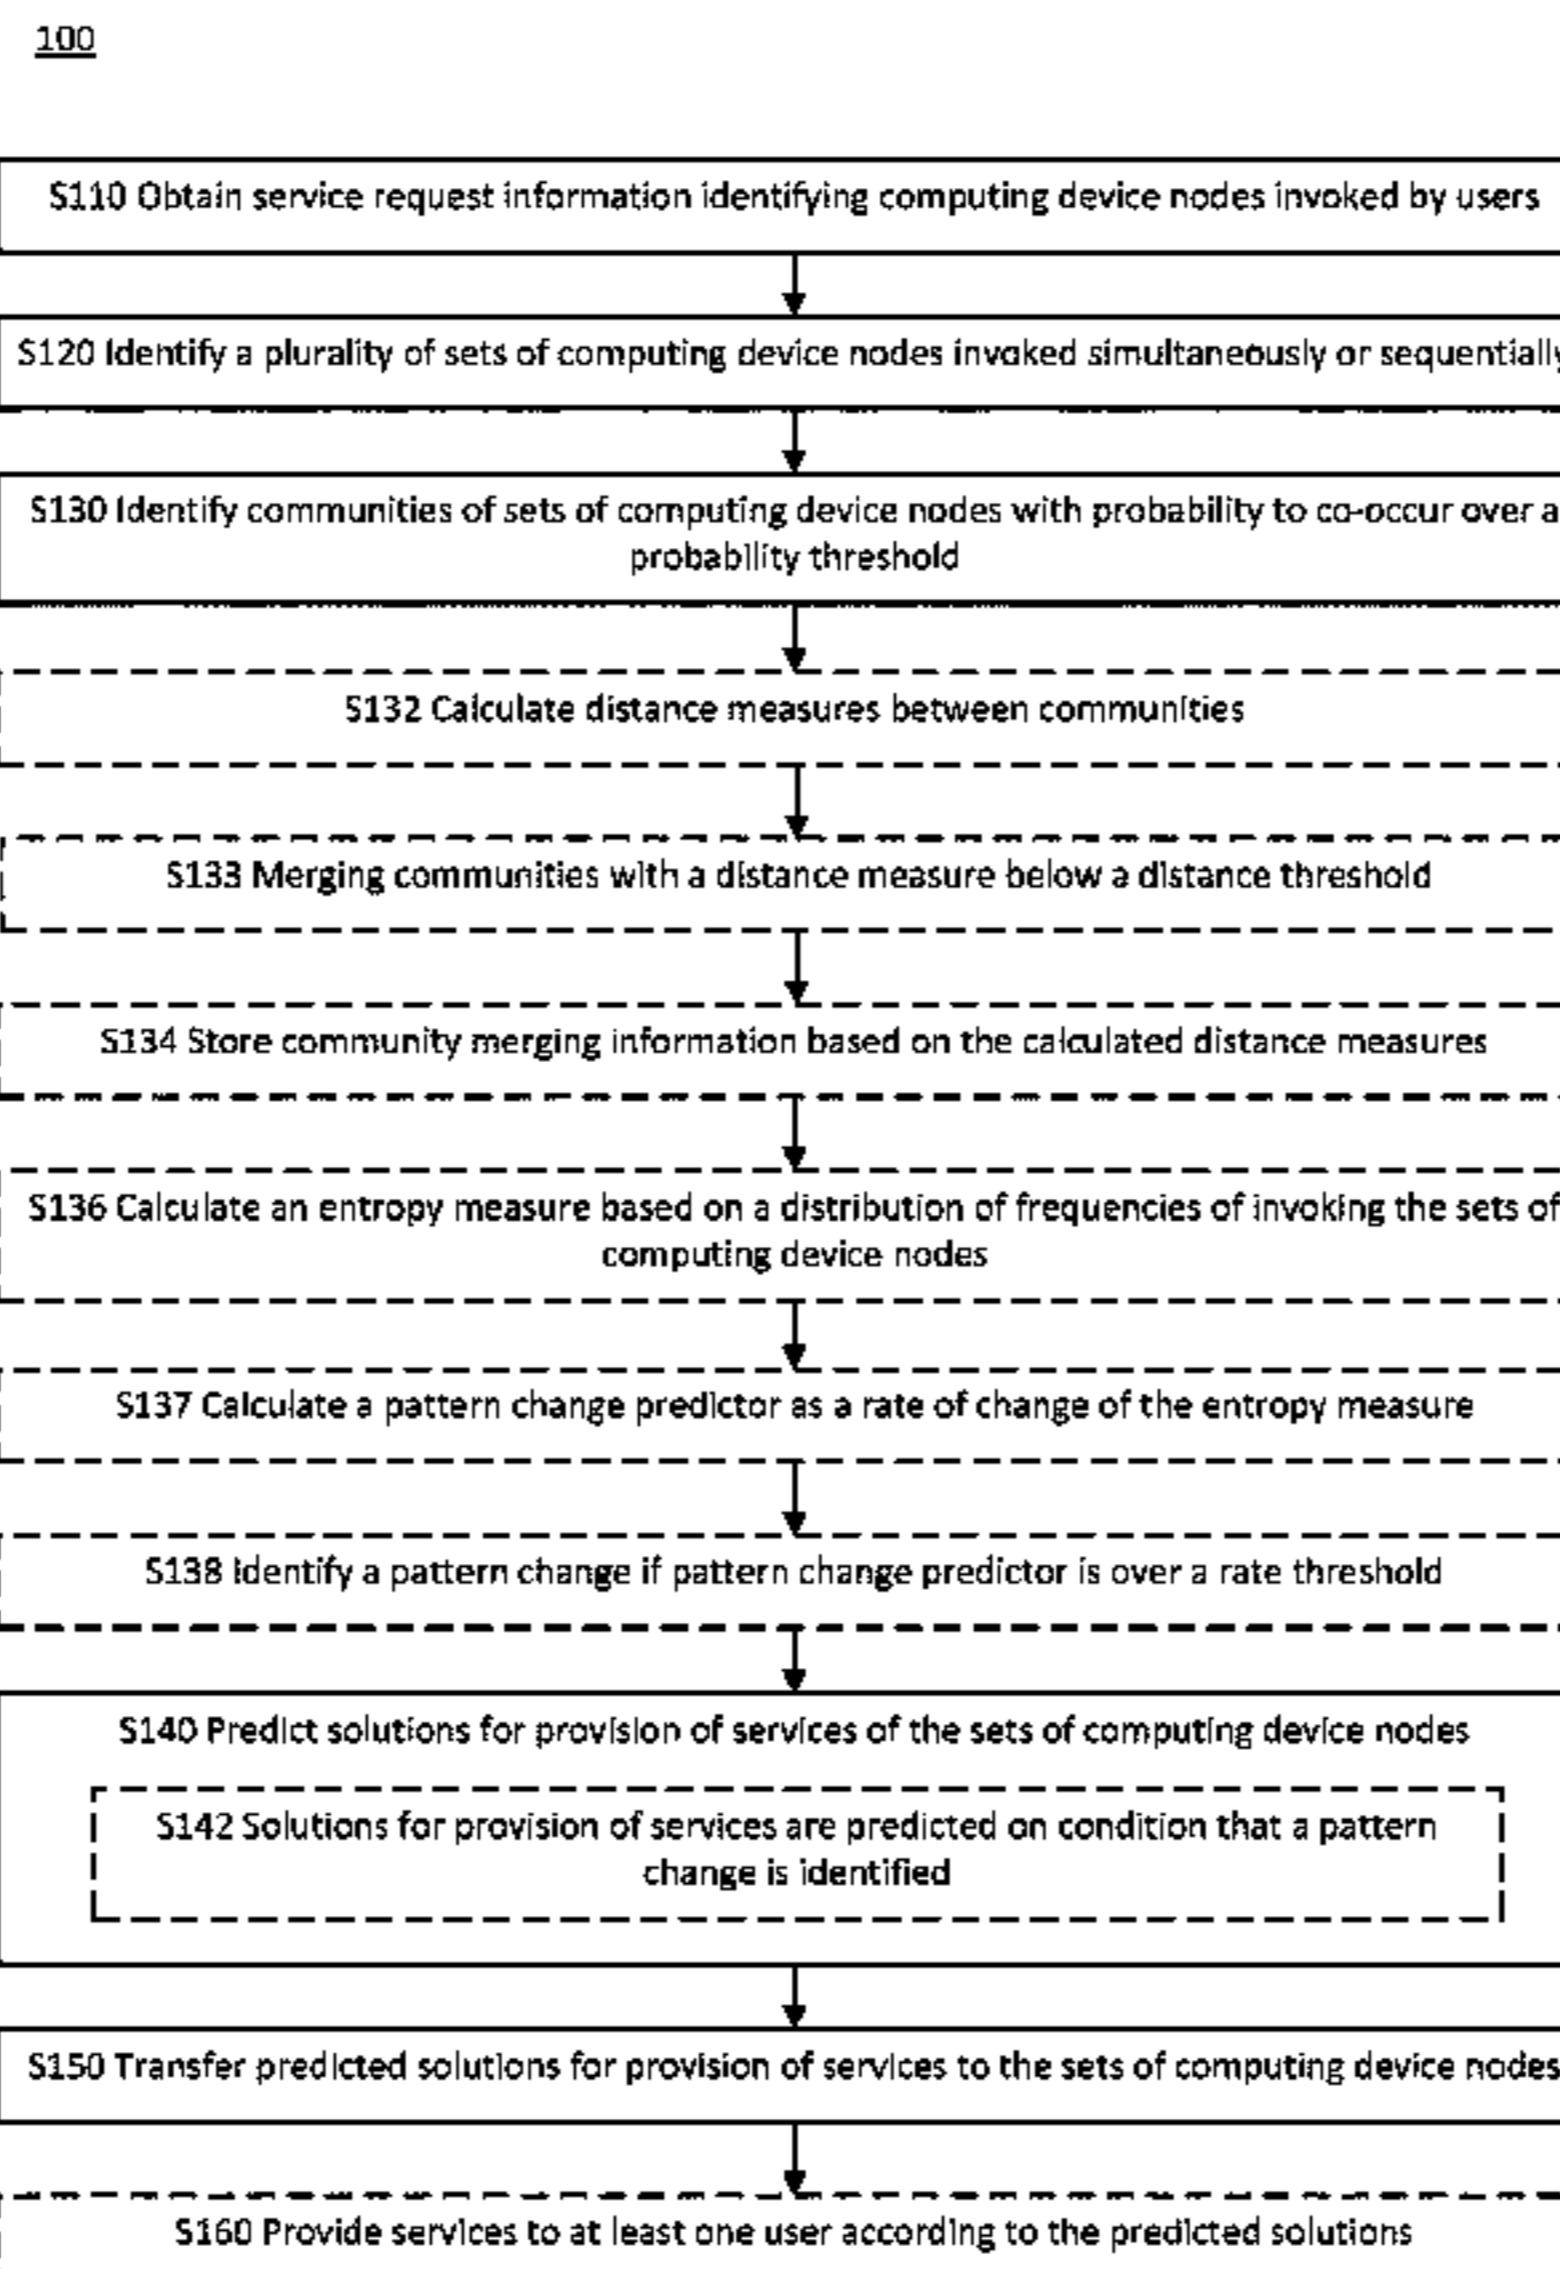 100
S110 Obtain service request information identifying computing device nodes invoked by users
S120 Identify a plurality of sets of computing device nodes invoked simultaneously or sequentially
S130 Identify communities of sets of computing device nodes with probability to co-occur over a
probability threshold
S132 Calculate distance measures between communities
S133 Merging communities with a distance measure below a distance threshold
S134 Store community merging information based on the calculated distance measures
S136 Calculate an entropy measure based on a distribution of frequencies of invoking the sets of
computing device nodes
S137 Calculate a pattern change predictor as a rate of change of the entropy measure
S138 Identify a pattern change if pattern change predictor is over a rate threshold
S140 Predict solutions for provision of services of the sets of computing device nodes
S142 Solutions for provision of services are predicted on condition that a pattern
change is identified
S150 Transfer predicted solutions for provision of services to the sets of computing device nodes
S160 Provide services to at least one user according to the predicted solutions